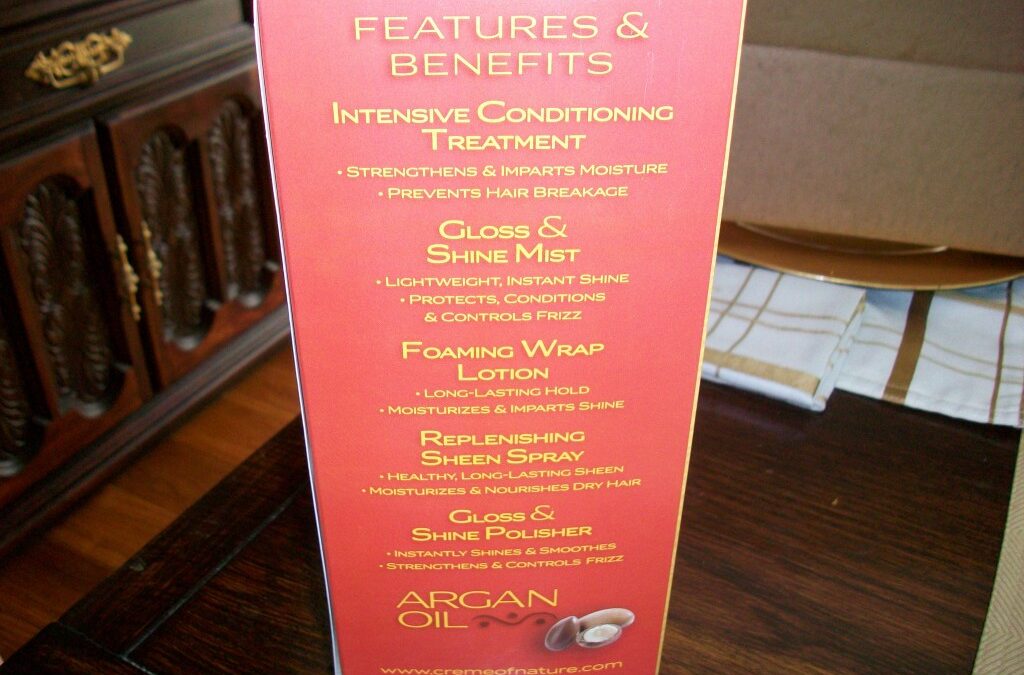 FEATURES &
BENEFITS
INTENSIVE CONDITIONING
TREATMENT
• STRENGTHENS & IMPARTS MOISTURE
• PREVENTS HAIR BREAKAGE
GLOSS &
SHINE MIST
• LIGHTWEIGHT, INSTANT SHINE
• PROTECTS, CONDITIONS
& CONTROLS FRIZZ
FOAMING WRAP
LOTION
• LONG-LASTING HOLD
• MOISTURIZES & IMPARTS SHINE
REPLENISHING
SHEEN SPRAY
• HEALTHY, LONG-LASTING SHEEN
• MOISTURIZES & NOURISHES DRY HAIR
GLOSS &
SHINE POLISHER
• INSTANTLY SHINES & SMOOTHES
• STRENGTHENS & CONTROLS FRIZZ
ARGAN
OIL
www.cremeofnature.com